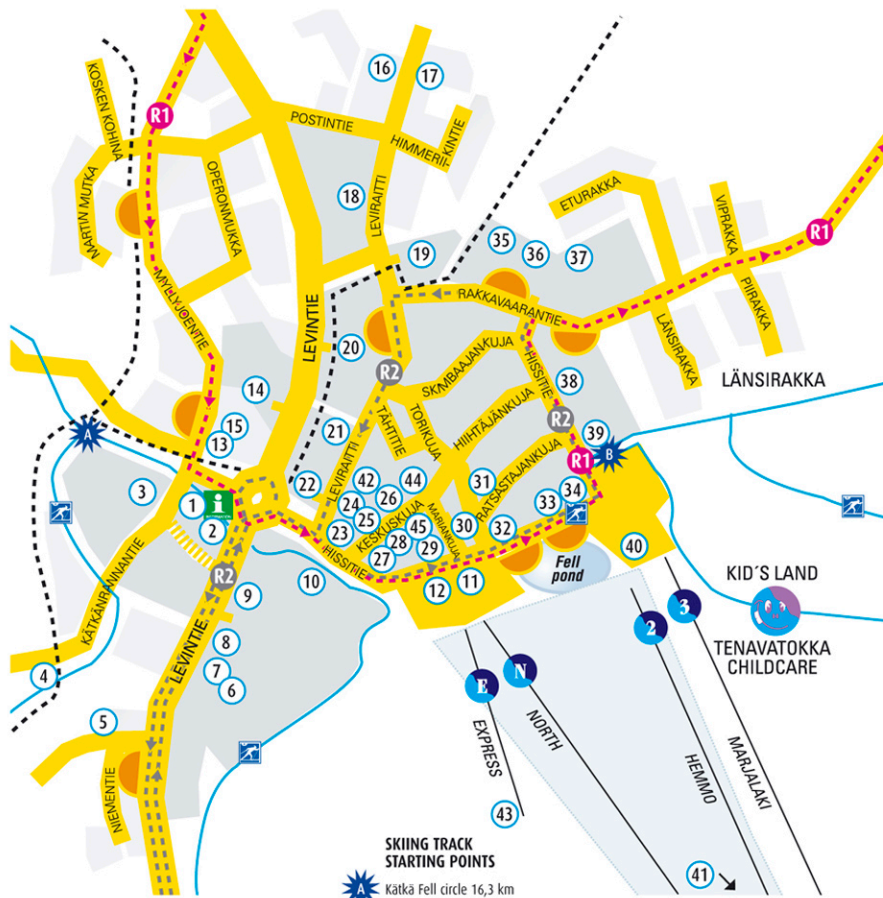 16
17
KOSKEN KOHINA
R1
POSTINTIE
HIMMERII-
KINTIE
MARTIN MUTKA
OPERONMUKKA
18
LEVIRAITTI
ETURAKKA
VIPRAKKA
R1
19
35
36
37
MYLLYJOENTIE
LEVINTIE
RAKKAVAARANTIE
PIIRAKKA
LÄNSIRAKKA
20
SKIMBAAJANKUJA
HISSITIE
R2
38
LÄNSIRAKKA
14
TÄHTITIE
TORIKUJA
HIIHTÄJÄNKUJA
R2
A
15
13
21
LEVIRAITTI
39
B
R1
3
1
i
2
22
42
44
24
26
31
RATSASTAJANKUJA
34
33
23
25
KESKUSKUJA
MARIANKUJA
45
30
32
28
29
27
HISSITIE
Fell
pond
40
R2
10
12
11
KÄTKÄNRANNANTIE
9
LEVINTIE
8
7
6
4
5
NIEMENTIE
2
3
KID´S LAND
TENAVATOKKA
CHILDCARE
E
N
EXPRESS
NORTH
HEMMO
MARJALAKI
43
41
SKIING TRACK
STARTING POINTS
A
Kätkä Fell circle 16,3 km